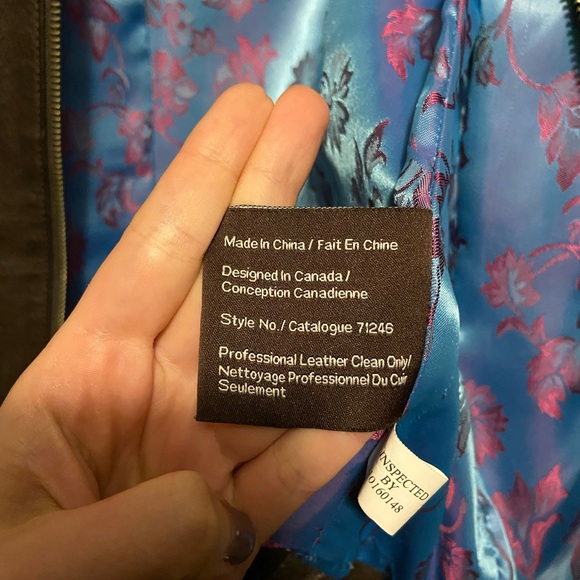 Made In China / Fait En Chine
Designed In Canada /
Conception Canadienne
Style No./ Catalogue 71246
Professional Leather Clean Only/
Nettoyage Professionnel Du Cuir
Seulement
INSPECTED
BY
0160148